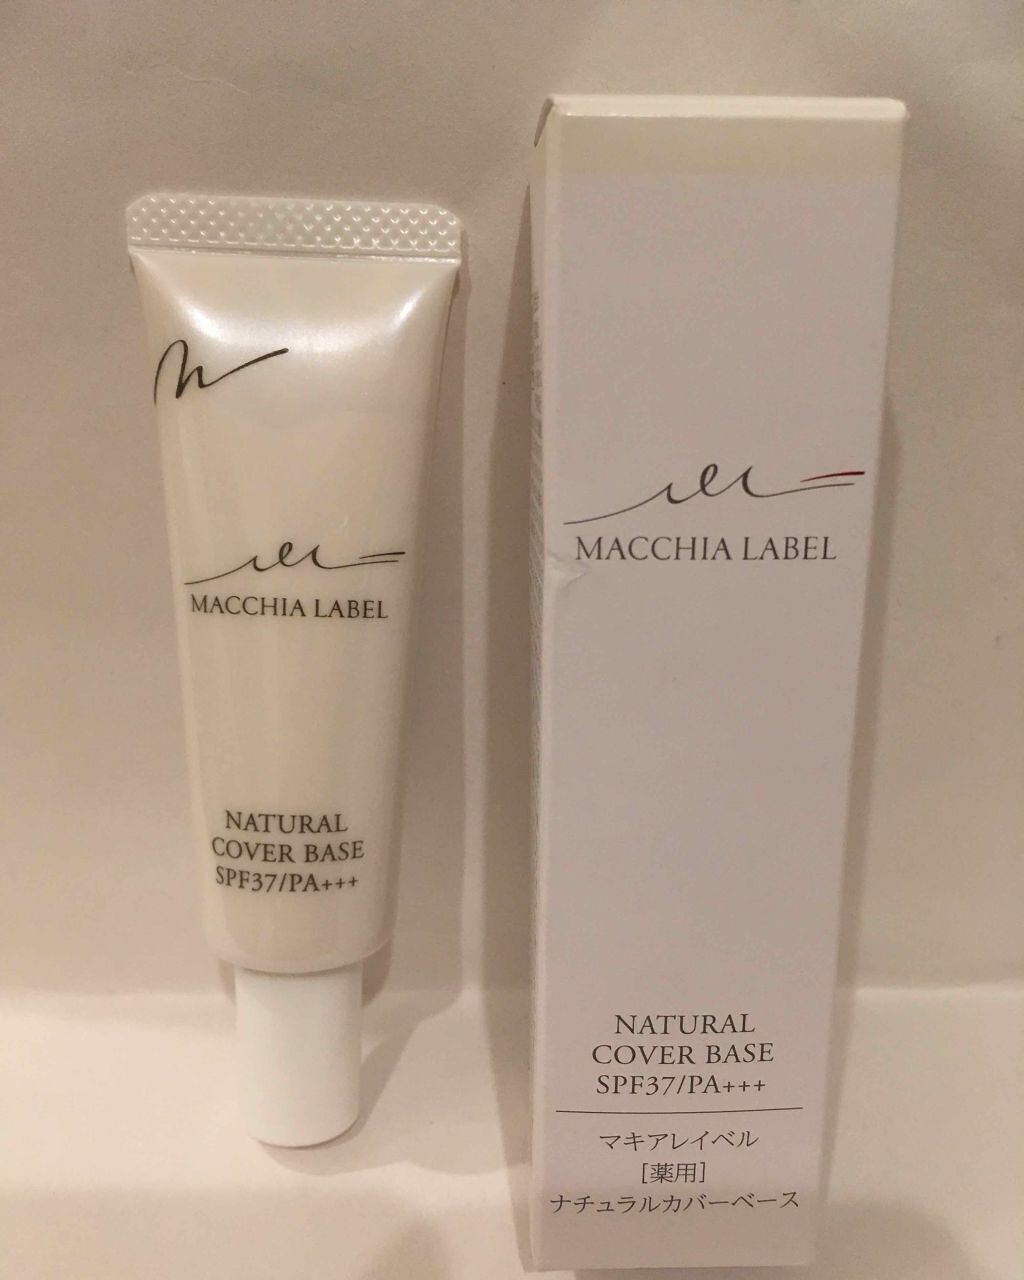 MACCHIA LABEL
NATURAL
COVER BASE
SPF37/PA+++
MACCHIA LABEL
NATURAL
COVER BASE
SPF37/PA+++
マキアレイベル
[薬用]
ナチュラルカバーベース